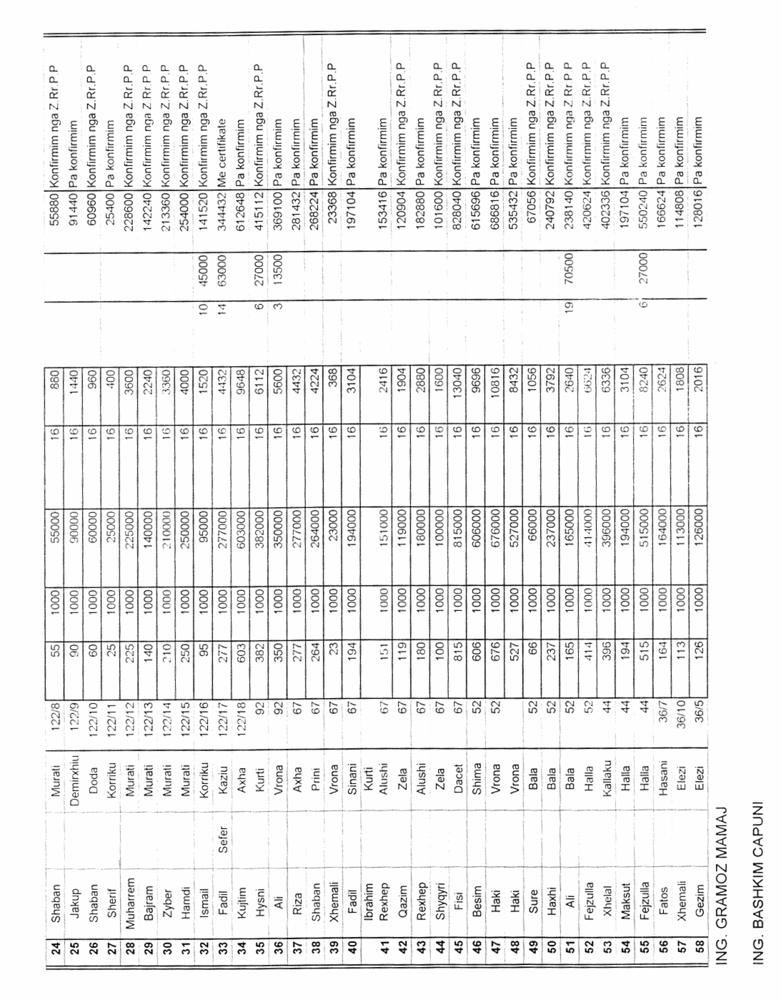 24 Shaban Murati 122/8 55 1000 55000 16 880 55880 Konfirmim nga Z.Rr.P.P
25 Jakup Demirxhiu 122/9 90 1000 90000 16 1440 91440 Pa konfirmim
26 Shaban Doda 122/10 60 1000 60000 16 960 60960 Konfirmim nga Z.Rr.P.P
27 Sherif Korriku 122/11 25 1000 25000 16 400 25400 Pa konfirmim
28 Muharrem Murati 122/12 225 1000 225000 16 3600 228600 Konfirmim nga Z.Rr.P.P
29 Bajram Murati 122/13 140 1000 140000 16 2240 142240 Konfirmim nga Z.Rr.P.P
30 Zyber Murati 122/14 210 1000 210000 16 3360 213360 Konfirmim nga Z.Rr.P.P
31 Hamdi Murati 122/15 250 1000 250000 16 4000 254000 Konfirmim nga Z.Rr.P.P
32 Ismail Korriku 122/16 95 1000 95000 16 1520 10 45000 141520 Konfirmim nga Z.Rr.P.P
33 Fadil Sefer Kaziu 122/17 277 1000 277000 16 4432 14 63000 344432 Me certifikate
34 Kujtim Axha 122/18 603 1000 603000 16 9648 612648 Pa konfirmim
35 Hysni Kurti 92 382 1000 382000 16 6112 6 27000 415112 Konfirmim nga Z.Rr.P.P
36 Ali Vrona 92 350 1000 350000 16 5600 3 13500 369100 Pa konfirmim
37 Riza Axha 67 277 1000 277000 16 4432 281432 Pa konfirmim
38 Shaban Prini 67 264 1000 264000 16 4224 268224 Pa konfirmim
39 Xhemali Vrona 67 23 1000 23000 16 368 23368 Konfirmim nga Z.Rr.P.P
40 Fadil Sinani 67 194 1000 194000 16 3104 197104 Pa konfirmim
Ibrahim Kurti
41 Rexhep Alushi 67 151 1000 151000 16 2416 153416 Pa konfirmim
42 Qazim Zela 67 119 1000 119000 16 1904 120904 Konfirmim nga Z.Rr.P.P
43 Rexhep Alushi 67 180 1000 180000 16 2880 182880 Pa konfirmim
44 Shyqyri Zela 67 100 1000 100000 16 1600 101600 Konfirmim nga Z.Rr.P.P
45 Fisi Dacet 67 815 1000 815000 16 13040 828040 Konfirmim nga Z.Rr.P.P
46 Besim Shima 52 606 1000 606000 16 9696 615696 Pa konfirmim
47 Haki Vrona 52 676 1000 676000 16 10816 686816 Pa konfirmim
48 Haki Vrona 527 1000 527000 16 8432 535432 Pa konfirmim
49 Sure Bala 52 66 1000 66000 16 1056 67056 Konfirmim nga Z.Rr.P.P
50 Haxhi Bala 52 237 1000 237000 16 3792 240792 Konfirmim nga Z.Rr.P.P
51 Ali Bala 52 165 1000 165000 16 2640 19 70500 238140 Konfirmim nga Z.Rr P.P
52 Fejzulla Halla 52 414 1000 414000 16 6624 420624 Konfirmim nga Z.Rr.P.P
53 Xhelal Kallaku 44 396 1000 396000 16 6336 402336 Konfirmim nga Z.Rr.P.P
54 Maksut Halla 44 194 1000 194000 16 3104 197104 Pa konfirmim
55 Fejzulla Halla 44 515 1000 515000 16 8240 6 27000 550240 Pa konfirmim
56 Fatos Hasani 36/7 164 1000 164000 16 2624 166624 Pa konfirmim
57 Xhemali Elezi 36/10 113 1000 113000 16 1808 114808 Pa konfirmim
58 Gezim Elezi 36/5 126 1000 126000 16 2016 128016 Pa konfirmim
ING. GRAMOZ MAMAJ
ING. BASHKIM CAPUNI